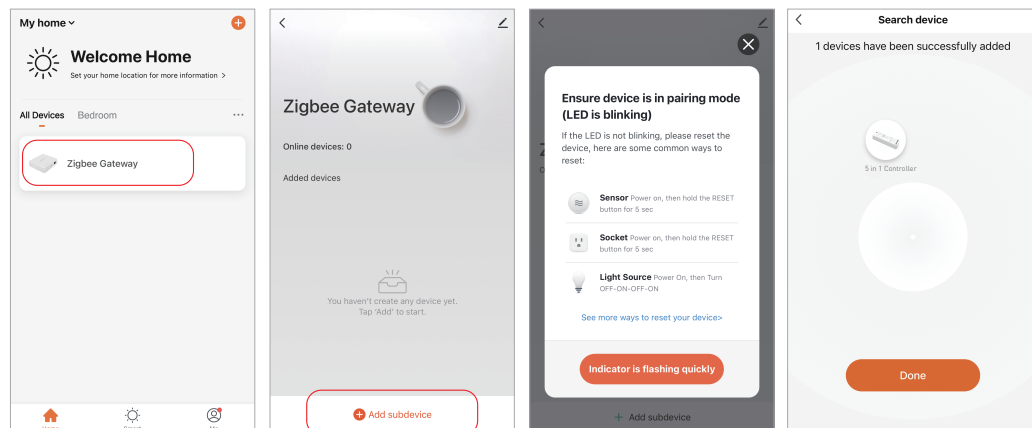 My home
Welcome Home
Set your home location for more information >
All Devices Bedroom
Zigbee Gateway
Zigbee Gateway
Online devices: 0
Added devices
You haven't create any device yet.
Tap 'Add' to start.
Add subdevice
Ensure device is in pairing mode
(LED is blinking)
If the LED is not blinking, please reset the
device, here are some common ways to
reset:
Sensor Power on, then hold the RESET
button for 5 sec
Socket Power on, then hold the RESET
button for 5 sec
Light Source Power On, then Turn
OFF-ON-OFF-ON
See more ways to reset your device>
Indicator is flashing quickly
+ Add subdevice
Search device
1 devices have been successfully added
5 in 1 Controller
Done